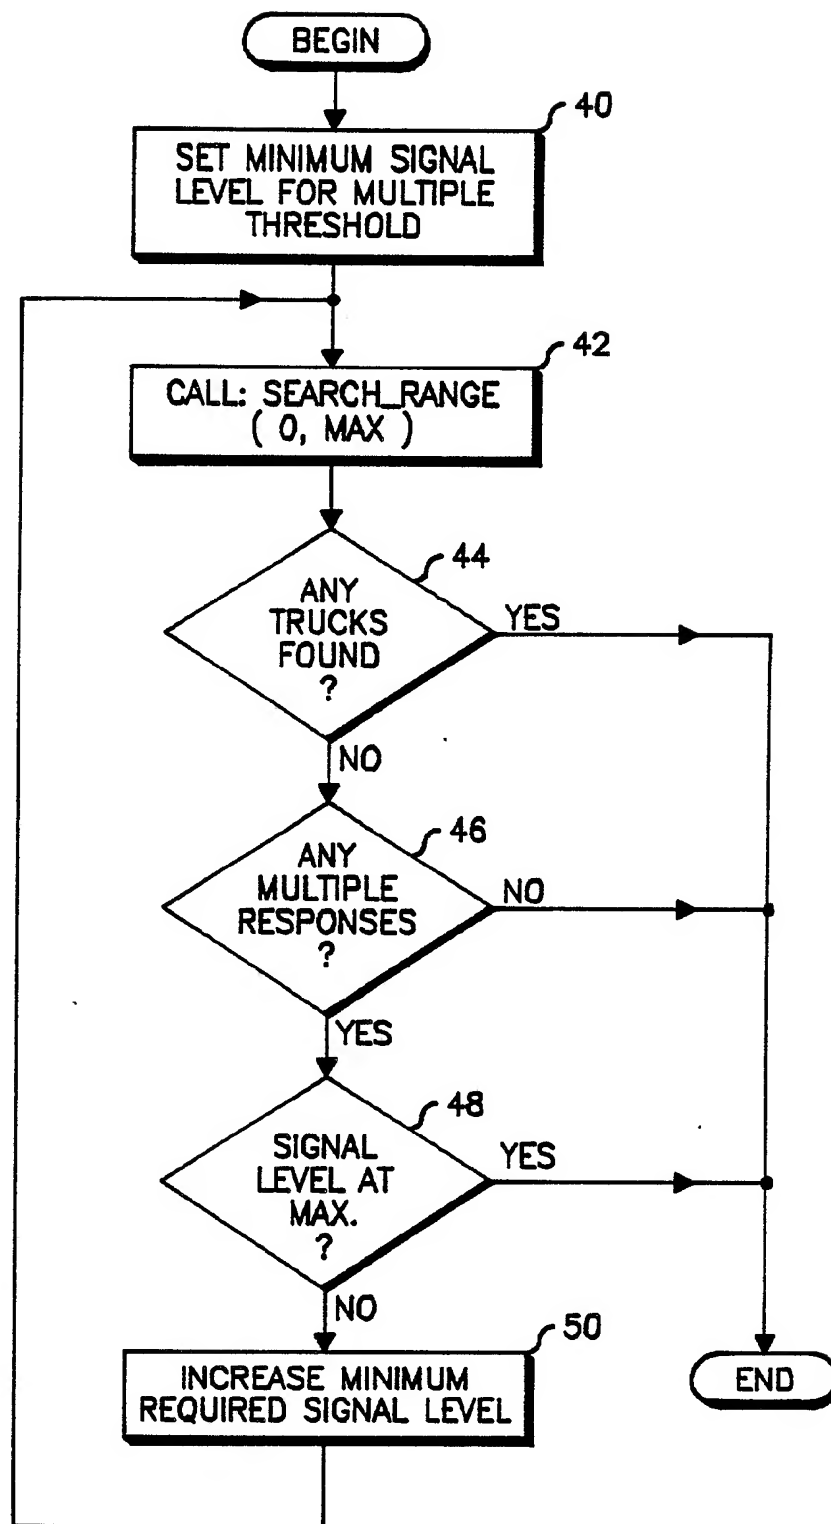 BEGIN
40
SET MINIMUM SIGNAL
LEVEL FOR MULTIPLE
THRESHOLD
42
CALL: SEARCH_RANGE
( 0, MAX )
44
ANY
TRUCKS
FOUND
?
YES
NO
46
ANY
MULTIPLE
RESPONSES
?
NO
YES
48
SIGNAL
LEVEL AT
MAX.
?
YES
NO
50
INCREASE MINIMUM
REQUIRED SIGNAL LEVEL
END